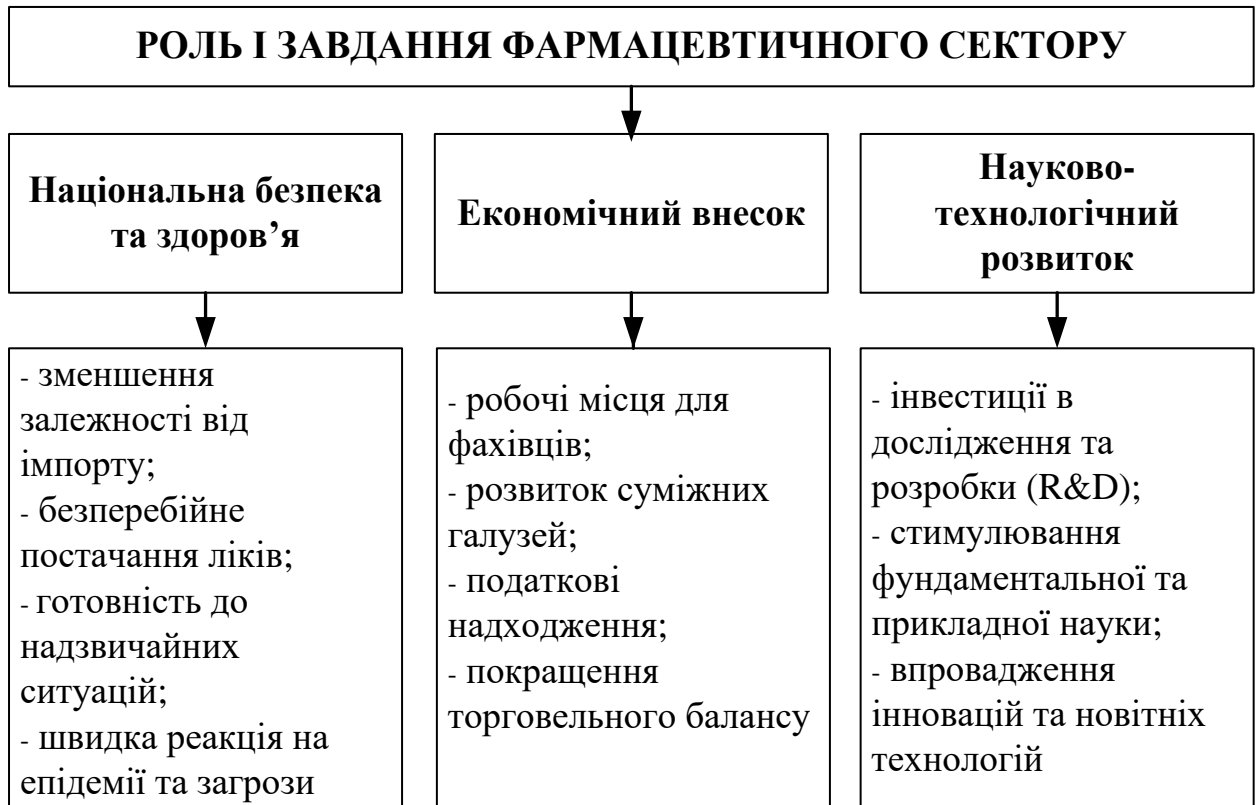 РОЛЬ І ЗАВДАННЯ ФАРМАЦЕВТИЧНОГО СЕКТОРУ
Національна безпека
та здоров’я
Економічний внесок
Науково-
технологічний
розвиток
- зменшення
залежності від
імпорту;
- безперебійне
постачання ліків;
- готовність до
надзвичайних
ситуацій;
- швидка реакція на
епідемії та загрози
- робочі місця для
фахівців;
- розвиток суміжних
галузей;
- податкові
надходження;
- покращення
торговельного балансу
- інвестиції в
дослідження та
розробки (R&D);
- стимулювання
фундаментальної та
прикладної науки;
- впровадження
інновацій та новітніх
технологій